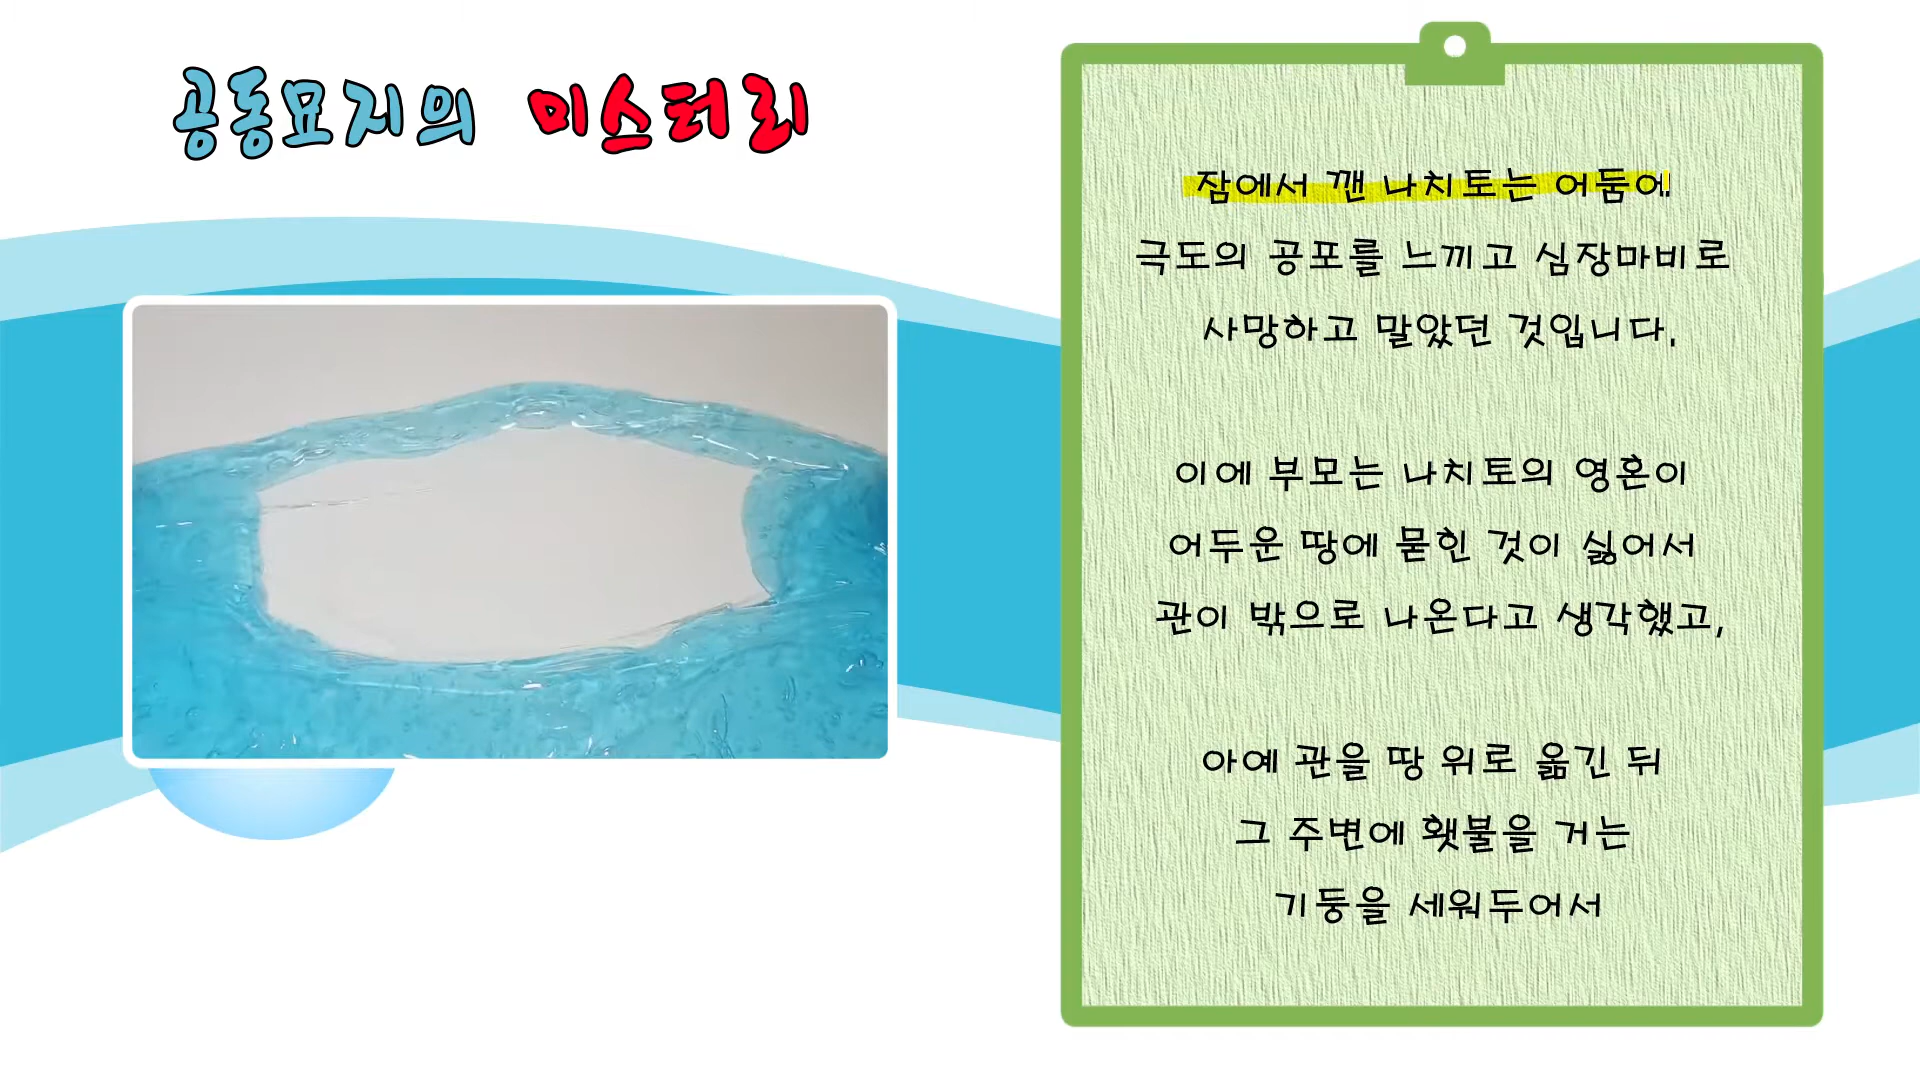 공동묘지의 미스터리
잠에서 깬 나치토는 어둠에
극도의 공포를 느끼고 심장마비로
사망하고 말았던 것입니다.
이에 부모는 나치토의 영혼이
어두운 땅에 묻힌 것이 싫어서
관이 밖으로 나온다고 생각했고,
아예 관을 땅 위로 옮긴 뒤
그 주변에 횃불을 거는
기둥을 세워두어서